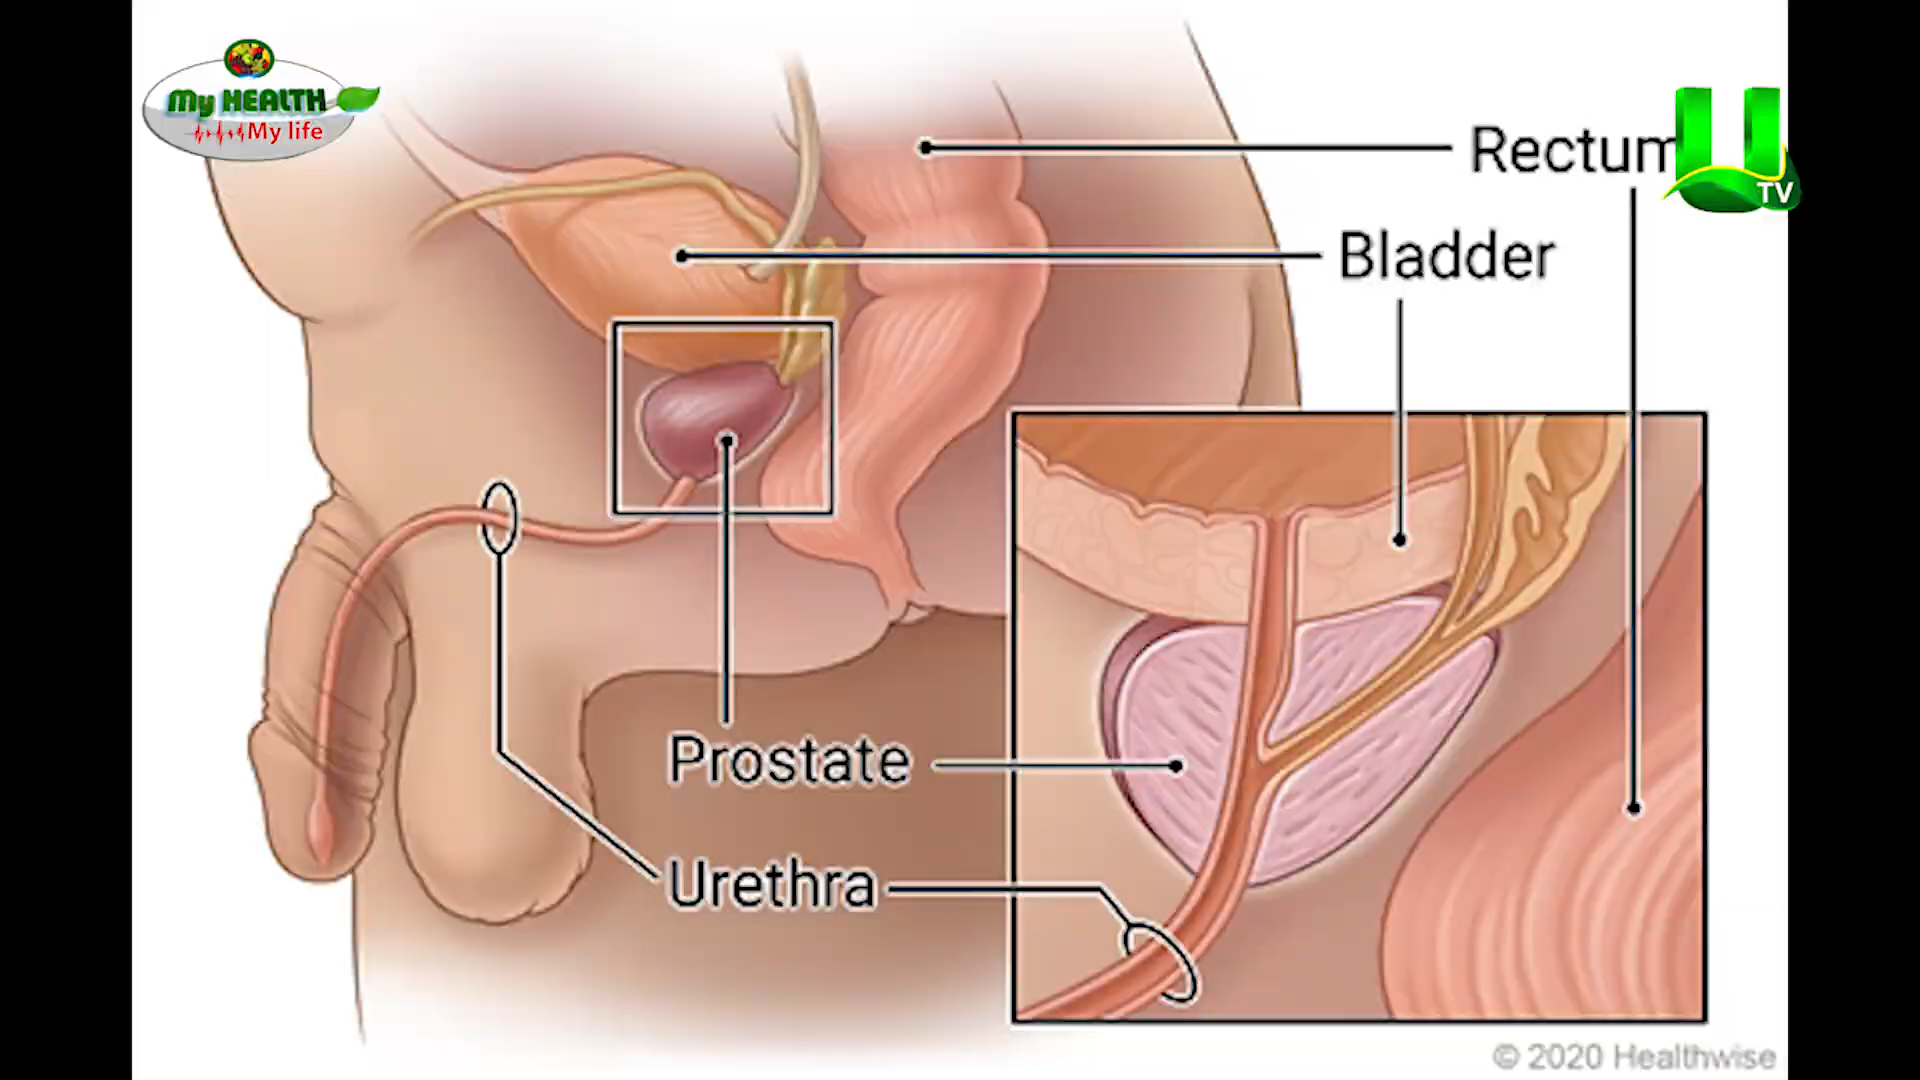 My HEALTH
My life
Rectum
U
TV
Bladder
Prostate
Urethra
© 2020 Healthwise